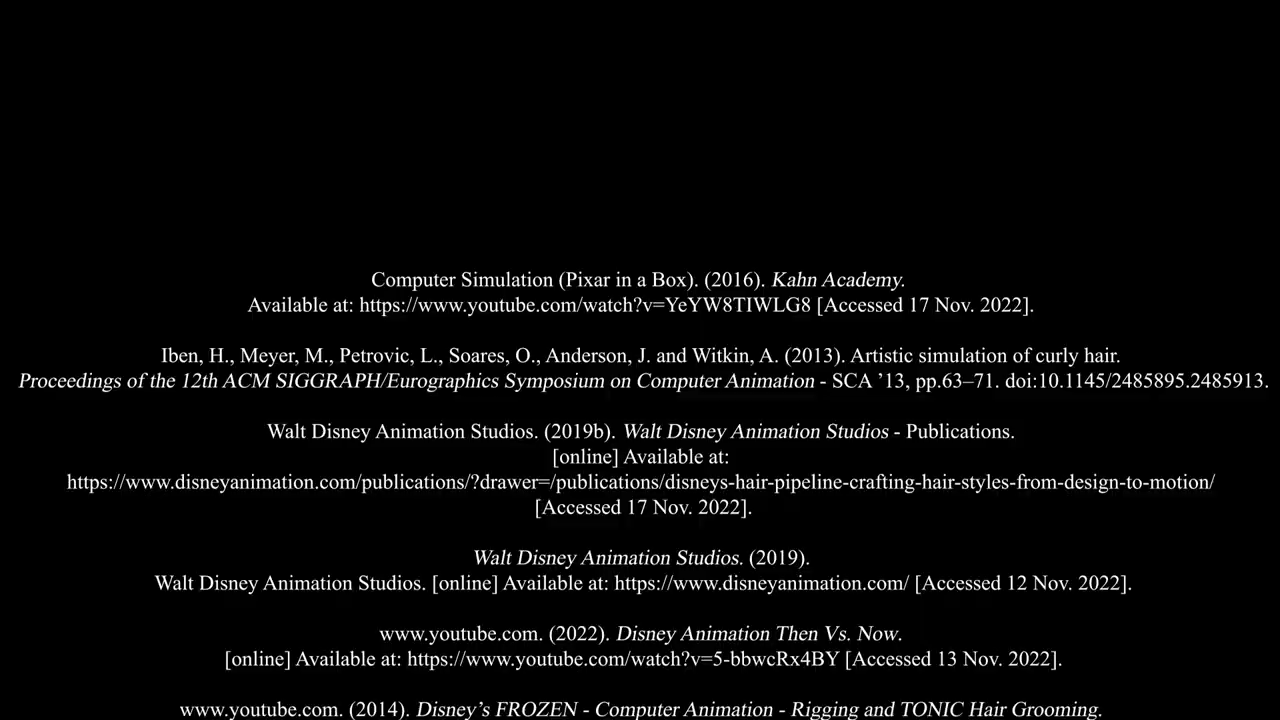 Computer Simulation (Pixar in a Box). (2016). Kahn Academy.
Available at: https://www.youtube.com/watch?v=YeYW8TIWLG8 [Accessed 17 Nov. 2022].
Iben, H., Meyer, M., Petrovic, L., Soares, O., Anderson, J. and Witkin, A. (2013). Artistic simulation of curly hair.
Proceedings of the 12th ACM SIGGRAPH/Eurographics Symposium on Computer Animation - SCA ’13, pp.63–71. doi:10.1145/2485895.2485913.
Walt Disney Animation Studios. (2019b). Walt Disney Animation Studios - Publications.
[online] Available at:
https://www.disneyanimation.com/publications/?drawer=/publications/disneys-hair-pipeline-crafting-hair-styles-from-design-to-motion/
[Accessed 17 Nov. 2022].
Walt Disney Animation Studios. (2019).
Walt Disney Animation Studios. [online] Available at: https://www.disneyanimation.com/ [Accessed 12 Nov. 2022].
www.youtube.com. (2022). Disney Animation Then Vs. Now.
[online] Available at: https://www.youtube.com/watch?v=5-bbwcRx4BY [Accessed 13 Nov. 2022].
www.youtube.com. (2014). Disney’s FROZEN - Computer Animation - Rigging and TONIC Hair Grooming.